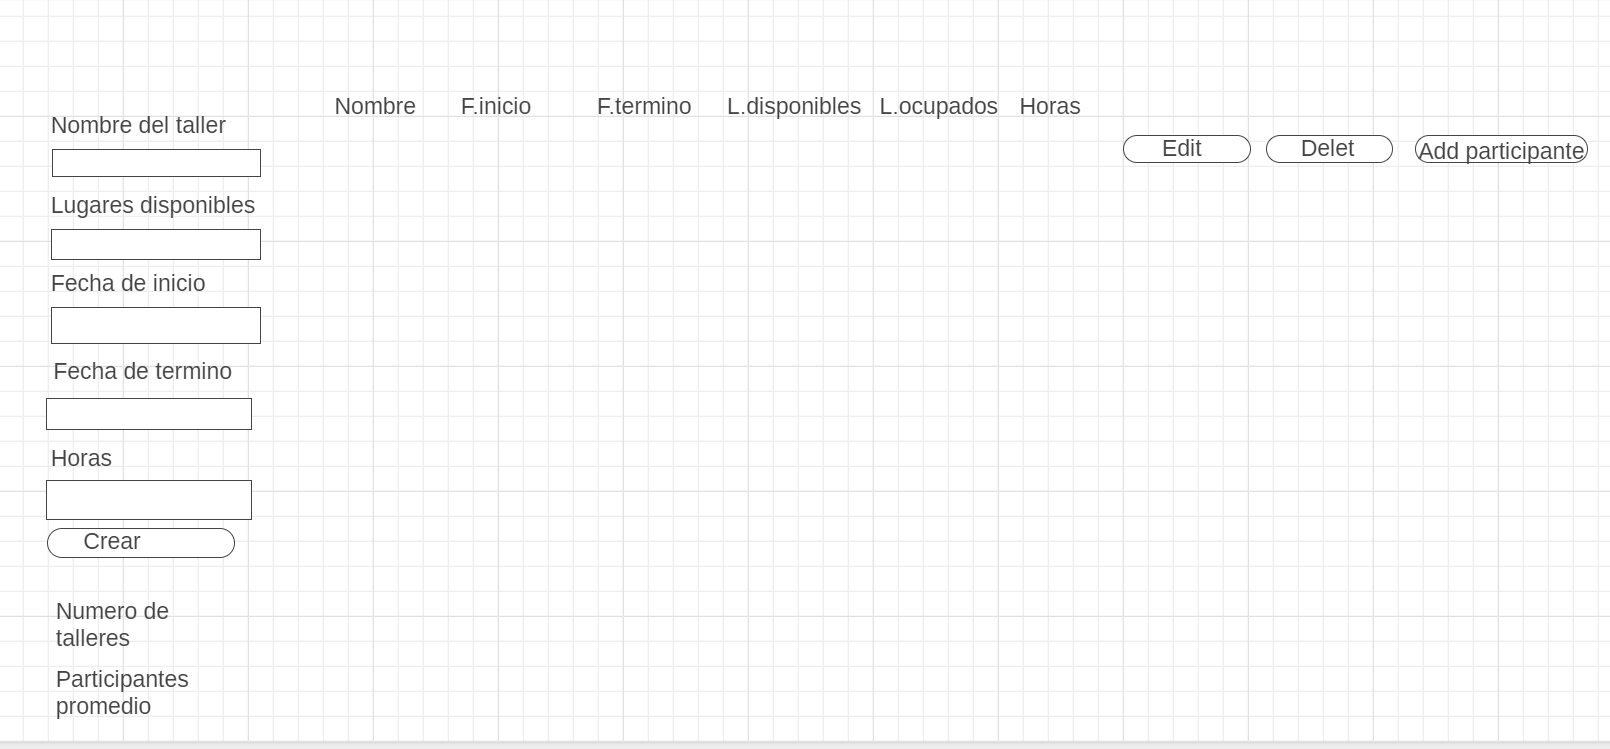 Nombre del taller
Lugares disponibles
Fecha de inicio
Fecha de termino
Horas
Crear
Numero de
talleres
Participantes
promedio
Nombre F.inicio F.termino L.disponibles L.ocupados Horas
Edit Delet Add participante